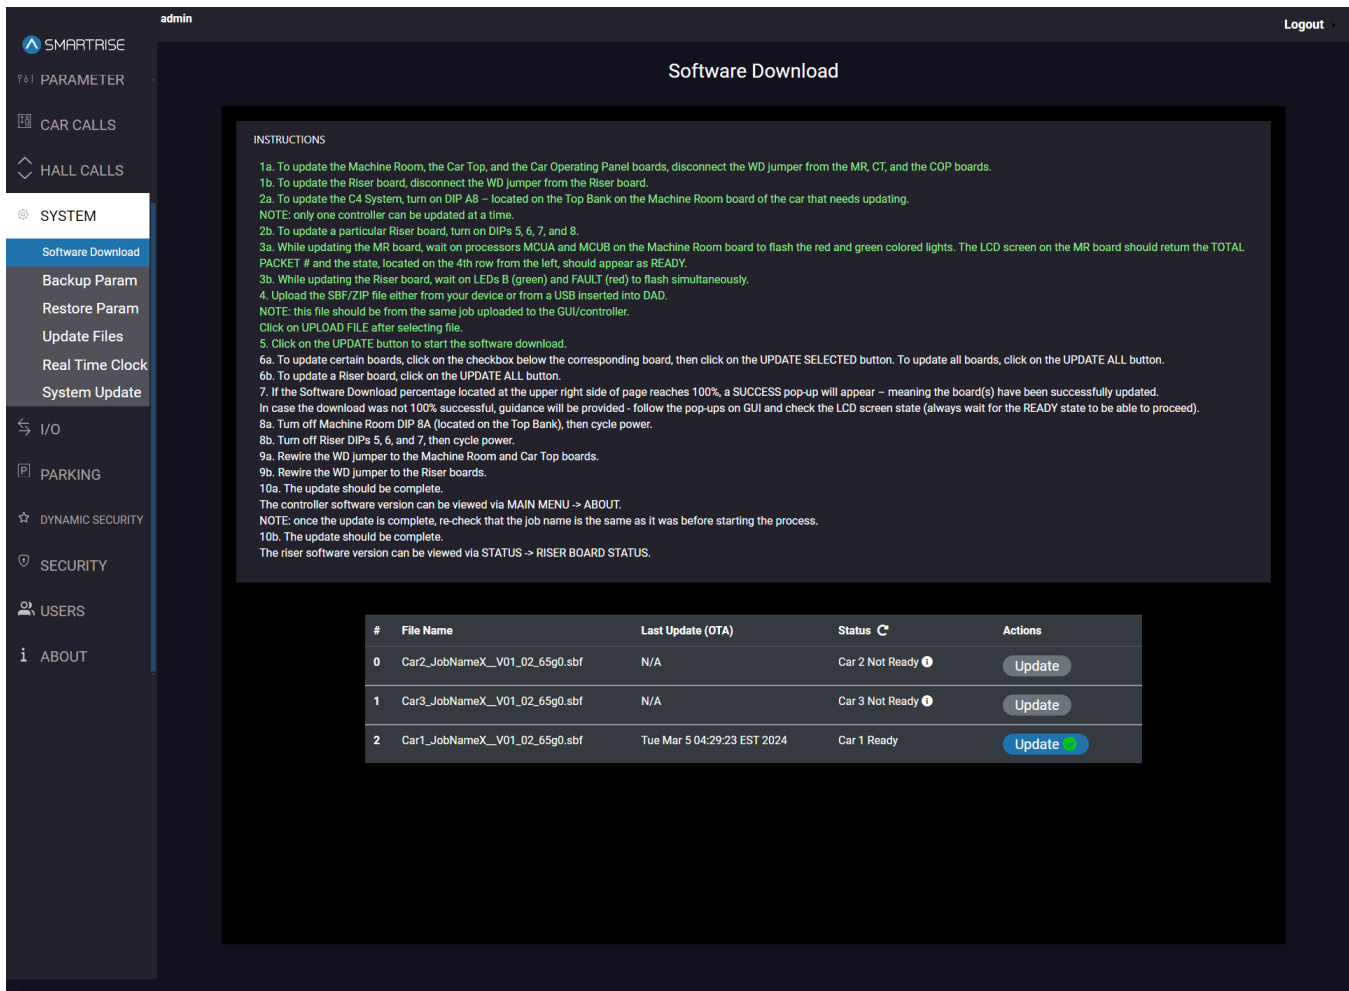 admin
Logout
SMARTRISE
PARAMETER
CAR CALLS
HALL CALLS
SYSTEM
Software Download
Backup Param
Restore Param
Update Files
Real Time Clock
System Update
I/O
PARKING
DYNAMIC SECURITY
SECURITY
USERS
ABOUT
Software Download
INSTRUCTIONS
1a. To update the Machine Room, the Car Top, and the Car Operating Panel boards, disconnect the WD jumper from the MR, CT, and the COP boards.
1b. To update the Riser board, disconnect the WD jumper from the Riser board.
2a. To update the C4 System, turn on DIP A8 – located on the Top Bank on the Machine Room board of the car that needs updating.
NOTE: only one controller can be updated at a time.
2b. To update a particular Riser board, turn on DIPs 5, 6, 7, and 8.
3a. While updating the MR board, wait on processors MCUA and MCUB on the Machine Room board to flash the red and green colored lights. The LCD screen on the MR board should return the TOTAL
PACKET # and the state, located on the 4th row from the left, should appear as READY.
3b. While updating the Riser board, wait on LEDs B (green) and FAULT (red) to flash simultaneously.
4. Upload the SBF/ZIP file either from your device or from a USB inserted into DAD.
NOTE: this file should be from the same job uploaded to the GUI/controller.
Click on UPLOAD FILE after selecting file.
5. Click on the UPDATE button to start the software download.
6a. To update certain boards, click on the checkbox below the corresponding board, then click on the UPDATE SELECTED button. To update all boards, click on the UPDATE ALL button.
6b. To update a Riser board, click on the UPDATE ALL button.
7. If the Software Download percentage located at the upper right side of page reaches 100%, a SUCCESS pop-up will appear – meaning the board(s) have been successfully updated.
In case the download was not 100% successful, guidance will be provided - follow the pop-ups on GUI and check the LCD screen state (always wait for the READY state to be able to proceed).
8a. Turn off Machine Room DIP 8A (located on the Top Bank), then cycle power.
8b. Turn off Riser DIPs 5, 6, and 7, then cycle power.
9a. Rewire the WD jumper to the Machine Room and Car Top boards.
9b. Rewire the WD jumper to the Riser boards.
10a. The update should be complete.
The controller software version can be viewed via MAIN MENU -> ABOUT.
NOTE: once the update is complete, re-check that the job name is the same as it was before starting the process.
10b. The update should be complete.
The riser software version can be viewed via STATUS -> RISER BOARD STATUS.
# File Name Last Update (OTA) Status Actions
0 Car2_JobNameX__V01_02_65g0.sbf N/A Car 2 Not Ready Update
1 Car3_JobNameX__V01_02_65g0.sbf N/A Car 3 Not Ready Update
2 Car1_JobNameX__V01_02_65g0.sbf Tue Mar 5 04:29:23 EST 2024 Car 1 Ready Update